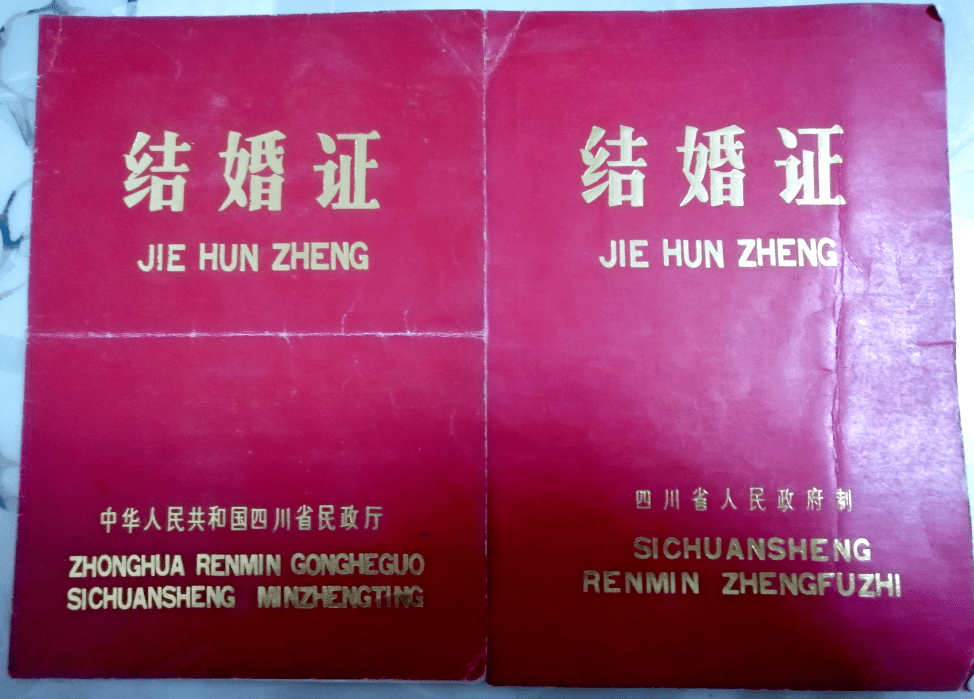 结婚证
JIE HUN ZHENG
中华人民共和国四川省民政厅
ZHONGHUA RENMIN GONGHEGUO
SICHUANSHENG MINZHENGTING
结婚证
JIE HUN ZHENG
四川省人民政府制
SICHUANSHENG
RENMIN ZHENGFUZHI